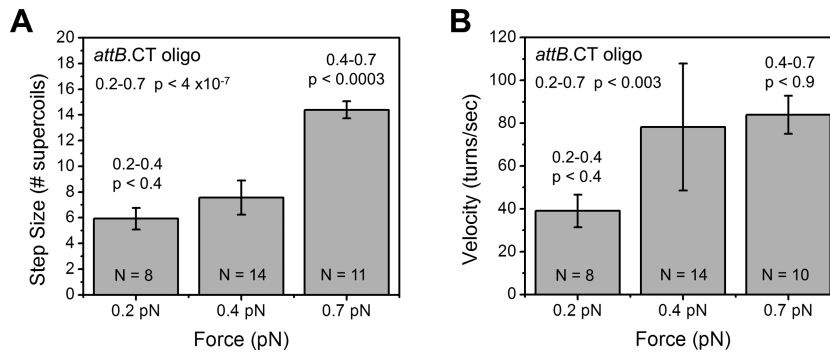 A
attB.CT oligo
0.2-0.7 p < 4 x10-7
0.4-0.7
p < 0.0003
0.2-0.4
p < 0.4
Step Size (# supercoils)
20
18
16
14
12
10
8
6
4
2
0
N = 8
N = 14
N = 11
0.2 pN
0.4 pN
0.7 pN
Force (pN)
B
attB.CT oligo
0.2-0.7 p < 0.003
0.4-0.7
p < 0.9
0.2-0.4
p < 0.4
Velocity (turns/sec)
120
100
80
60
40
20
0
N = 8
N = 14
N = 10
0.2 pN
0.4 pN
0.7 pN
Force (pN)